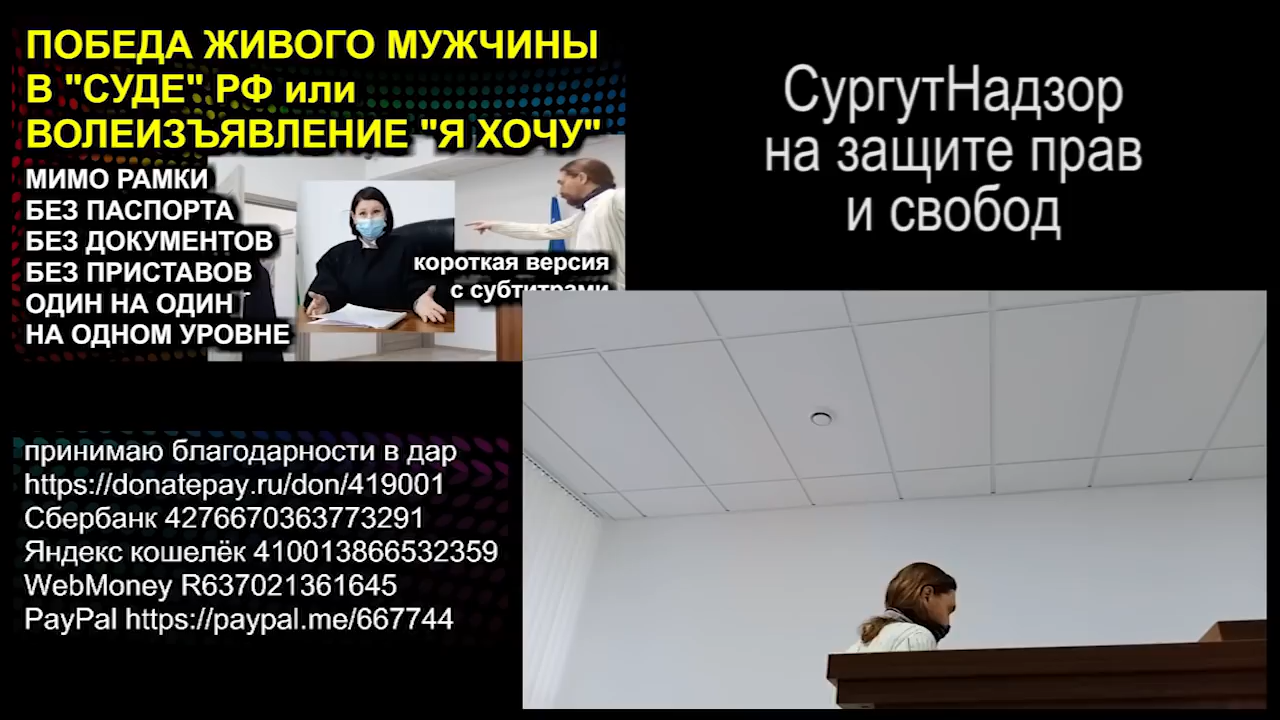 ПОБЕДА ЖИВОГО МУЖЧИНЫ
В "СУДЕ" РФ или
ВОЛЕИЗЪЯВЛЕНИЕ "Я ХОЧУ"
МИМО РАМКИ
БЕЗ ПАСПОРТА
БЕЗ ДОКУМЕНТОВ
БЕЗ ПРИСТАВОВ
ОДИН НА ОДИН
НА ОДНОМ УРОВНЕ
короткая версия
с субтитрами
СургутНадзор
на защите прав
и свобод
принимаю благодарности в дар
https://donatepay.ru/don/419001
Сбербанк 4276670363773291
Яндекс кошелёк 410013866532359
WebMoney R637021361645
PayPal https://paypal.me/667744